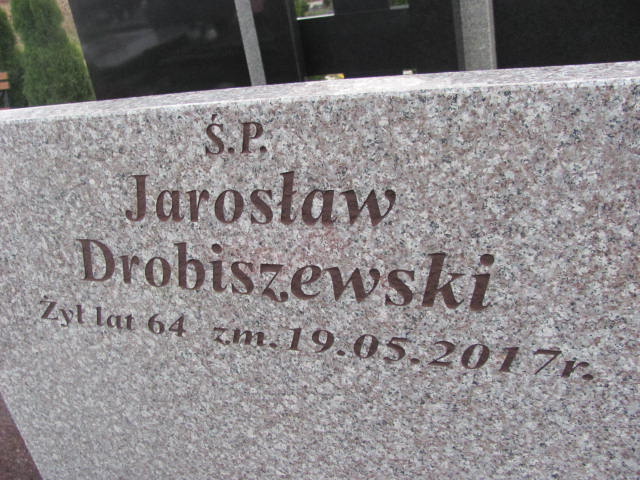 Ś.P.
Jarosław
Drobiszewski
Żył lat 64 zm. 19.05.2017r.